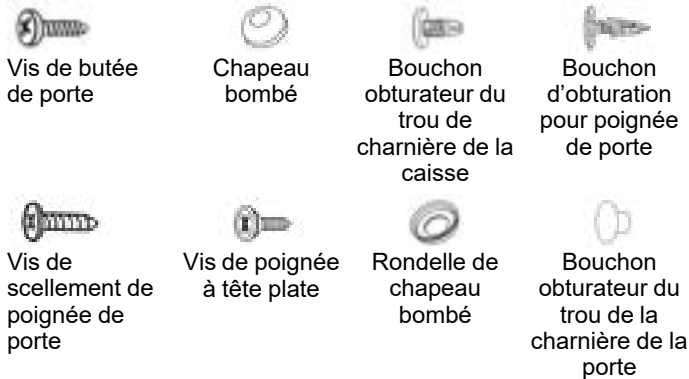 Vis de butée
de porte
Chapeau
bombé
Bouchon
obturateur du
trou de
charnière de la
caisse
Bouchon
d'obturation
pour poignée
de porte
Vis de
scellement de
poignée de
porte
Vis de poignée
à tête plate
Rondelle de
chapeau
bombé
Bouchon
obturateur du
trou de la
charnière de la
porte